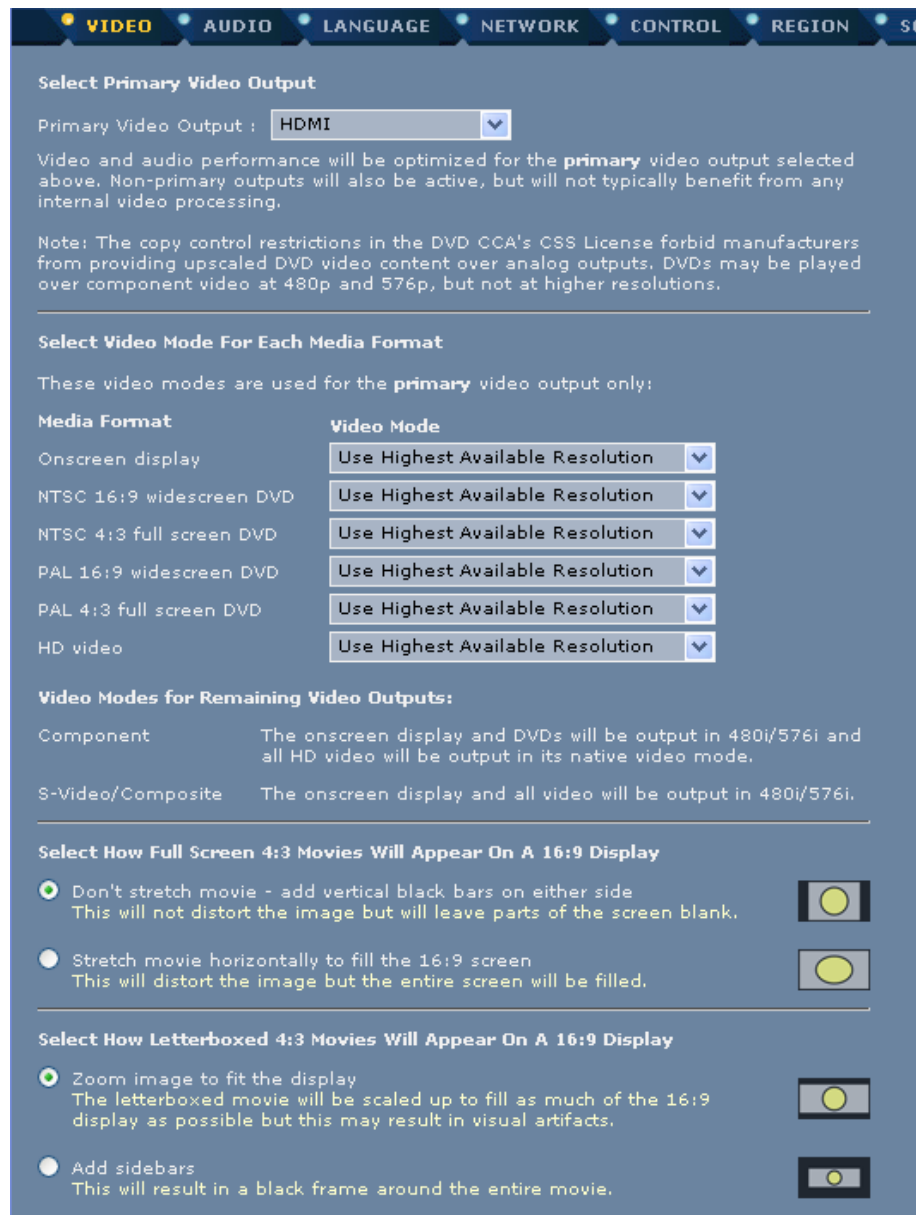 VIDEO AUDIO LANGUAGE NETWORK CONTROL REGION
Select Primary Video Output
Primary Video Output : HDMI
Video and audio performance will be optimized for the primary video output selected
above. Non-primary outputs will also be active, but will not typically benefit from any
internal video processing.
Note: The copy control restrictions in the DVD CCA's CSS License forbid manufacturers
from providing upscaled DVD video content over analog outputs. DVDs may be played
over component video at 480p and 576p, but not at higher resolutions.
Select Video Mode For Each Media Format
These video modes are used for the primary video output only:
Media Format Video Mode
Onscreen display Use Highest Available Resolution
NTSC 16:9 widescreen DVD Use Highest Available Resolution
NTSC 4:3 full screen DVD Use Highest Available Resolution
PAL 16:9 widescreen DVD Use Highest Available Resolution
PAL 4:3 full screen DVD Use Highest Available Resolution
HD video Use Highest Available Resolution
Video Modes for Remaining Video Outputs:
Component The onscreen display and DVDs will be output in 480i/576i and
all HD video will be output in its native video mode.
S-Video/Composite The onscreen display and all video will be output in 480i/576i.
Select How Full Screen 4:3 Movies Will Appear On A 16:9 Display
Don't stretch movie - add vertical black bars on either side
This will not distort the image but will leave parts of the screen blank.
Stretch movie horizontally to fill the 16:9 screen
This will distort the image but the entire screen will be filled.
Select How Letterboxed 4:3 Movies Will Appear On A 16:9 Display
Zoom image to fit the display
The letterboxed movie will be scaled up to fill as much of the 16:9
display as possible but this may result in visual artifacts.
Add sidebars
This will result in a black frame around the entire movie.